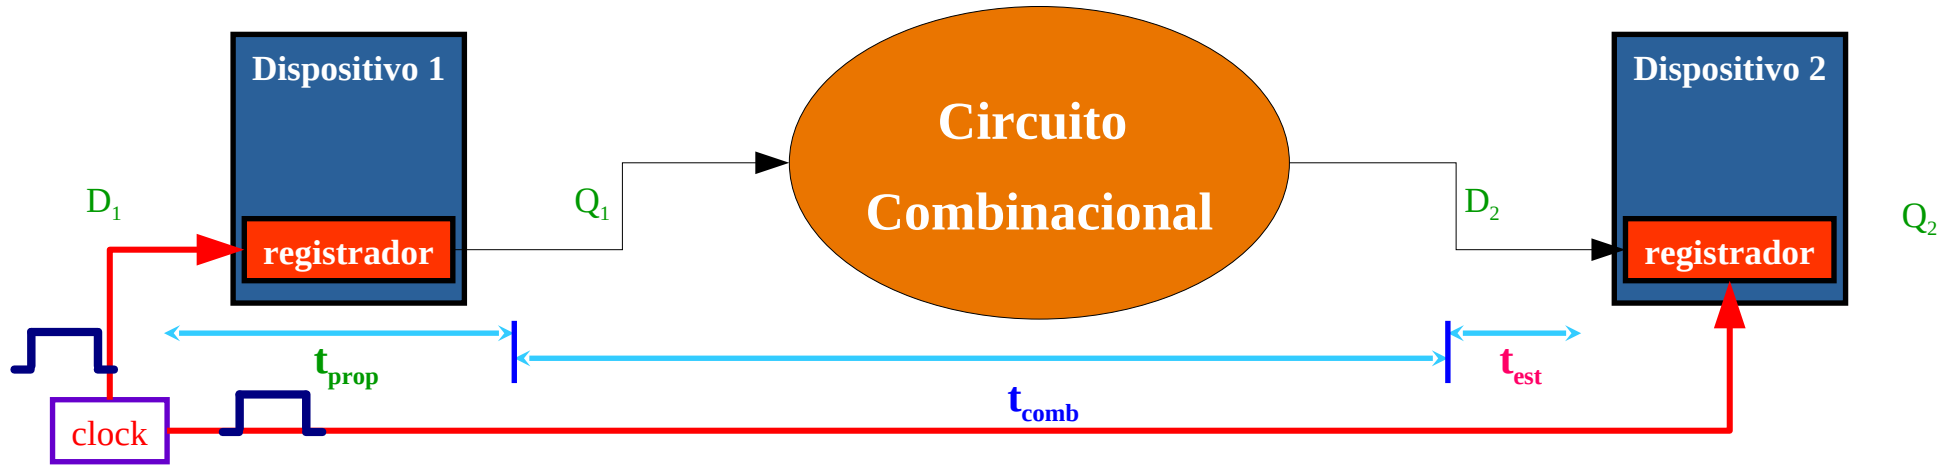 Dispositivo 1
Dispositivo 2
Circuito
Combinacional
D1
Q1
D2
Q2
registrador
registrador
tprop
test
tcomb
clock